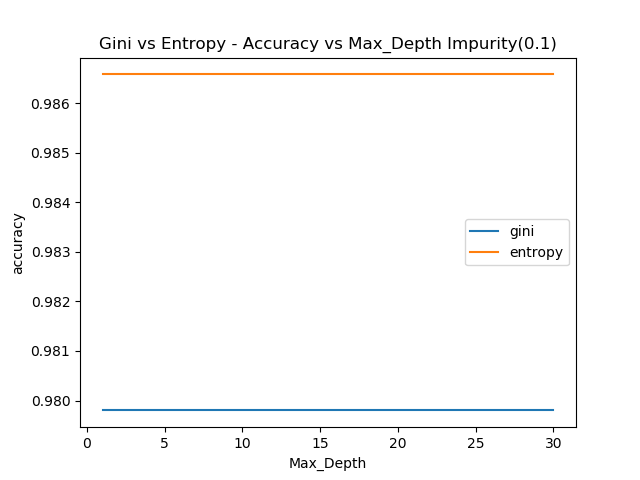 Gini vs Entropy - Accuracy vs Max_Depth Impurity(0.1)
accuracy
0.986
0.985
0.984
0.983
0.982
0.981
0.980
gini
entropy
0 5 10 15 20 25 30
Max_Depth